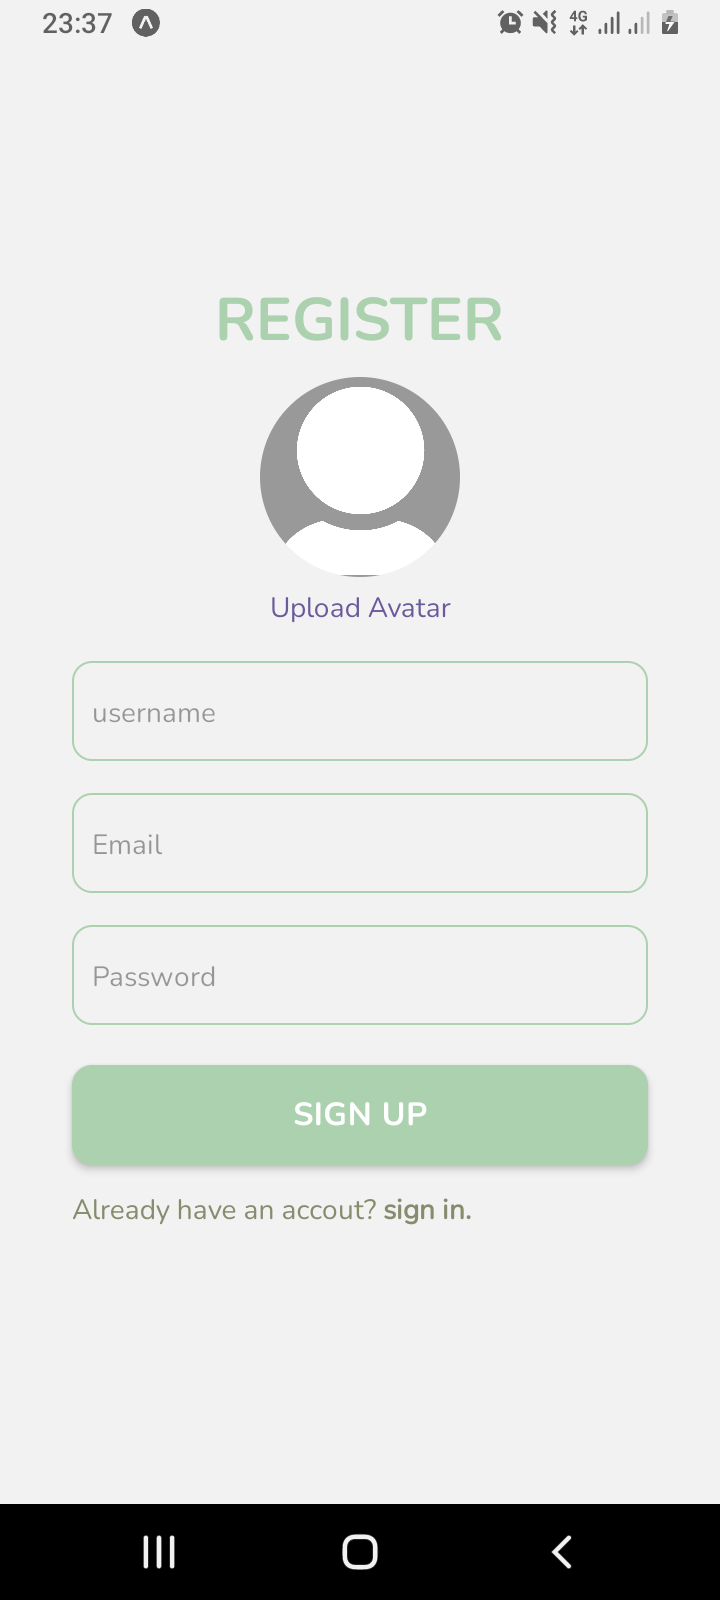 23:37
4G
REGISTER
Upload Avatar
username
Email
Password
SIGN UP
Already have an accout? sign in.